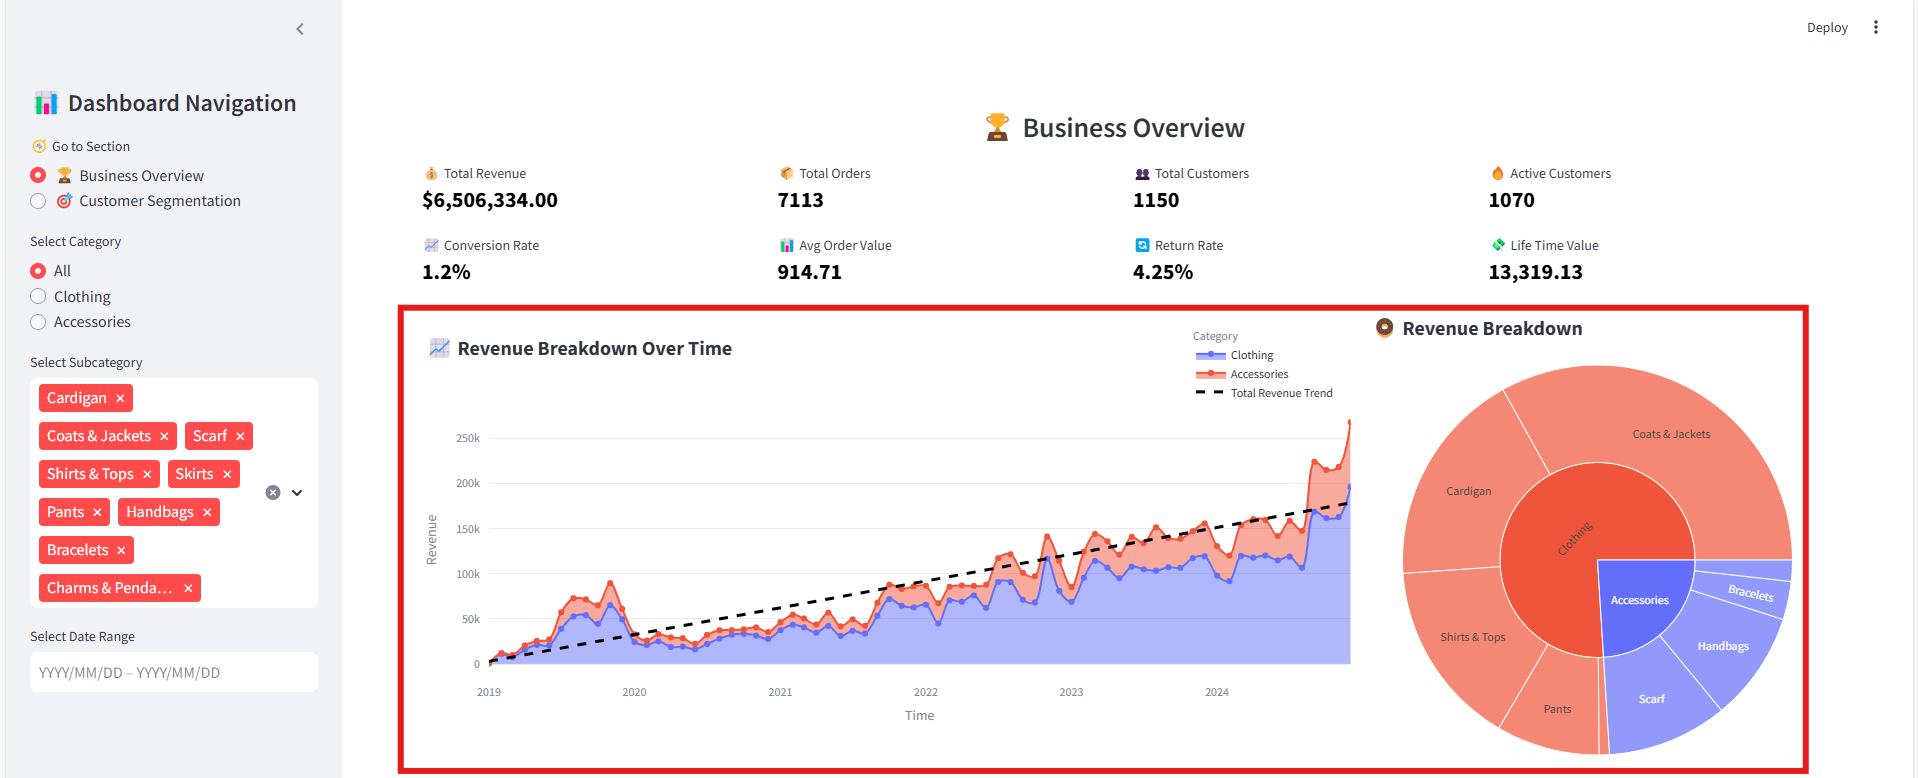 Deploy
Dashboard Navigation
Go to Section
Business Overview
Customer Segmentation
Select Category
All
Clothing
Accessories
Select Subcategory
Cardigan ×
Coats & Jackets × Scarf ×
Shirts & Tops × Skirts ×
Pants × Handbags ×
Bracelets ×
Charms & Penda... ×
Select Date Range
YYYY/MM/DD – YYYY/MM/DD
Business Overview
Total Revenue
$6,506,334.00
Total Orders
7113
Total Customers
1150
Active Customers
1070
Conversion Rate
1.2%
Avg Order Value
914.71
Return Rate
4.25%
Life Time Value
13,319.13
Revenue Breakdown Over Time
Category
Clothing
Accessories
Total Revenue Trend
Revenue
250k
200k
150k
100k
50k
0
2019 2020 2021 2022 2023 2024
Time
Revenue Breakdown
Coats & Jackets
Cardigan
Clothing
Accessories
Bracelets
Shirts & Tops
Handbags
Scarf
Pants